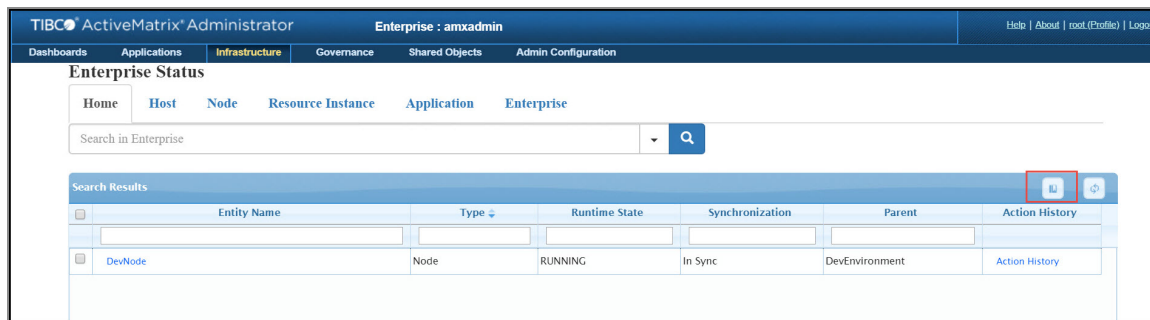 TIBCO® ActiveMatrix® Administrator Enterprise : amxadmin Help | About | root (Profile) | Logo
Dashboards Applications Infrastructure Governance Shared Objects Admin Configuration
Enterprise Status
Home Host Node Resource Instance Application Enterprise
Search in Enterprise
Search Results
Entity Name Type Runtime State Synchronization Parent Action History
DevNode Node RUNNING In Sync DevEnvironment Action History